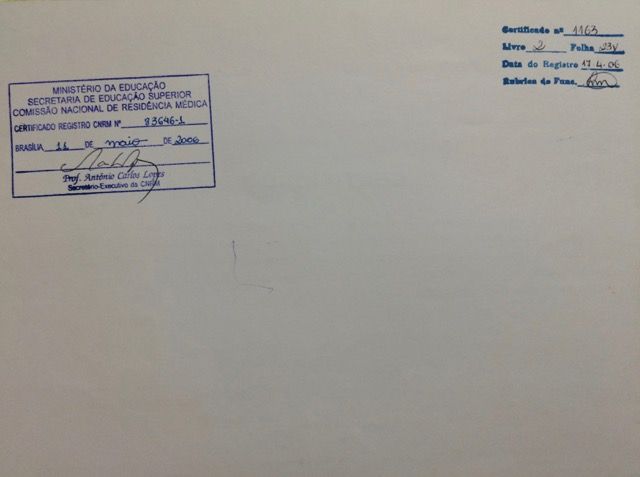 Certificado nº 1163
Livro 2 Folha 23V
Data do Registro 17.4.06
Rubrica do Func.
MINISTÉRIO DA EDUCAÇÃO
SECRETARIA DE EDUCAÇÃO SUPERIOR
COMISSÃO NACIONAL DE RESIDÊNCIA MÉDICA
CERTIFICADO REGISTRO CNRM Nº 83646-1
BRASÍLIA, 11 DE maio DE 2006
Prof. Antônio Carlos Lopes
Secretário-Executivo da CNRM